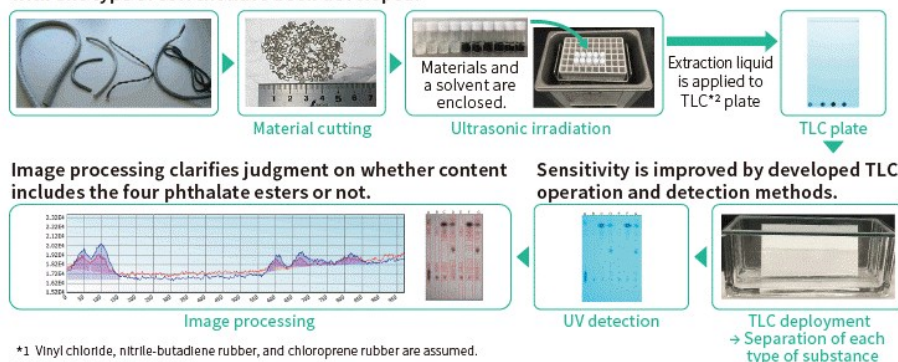 Materials and
a solvent are
enclosed.
Extraction liquid
is applied to
TLC*2 plate
Material cutting
Ultrasonic irradiation
TLC plate
Image processing clarifies judgment on whether content
includes the four phthalate esters or not.
Sensitivity is improved by developed TLC
operation and detection methods.
Image processing
UV detection
TLC deployment
→ Separation of each
type of substance
*1 Vinyl chloride, nitrile-butadiene rubber, and chloroprene rubber are assumed.